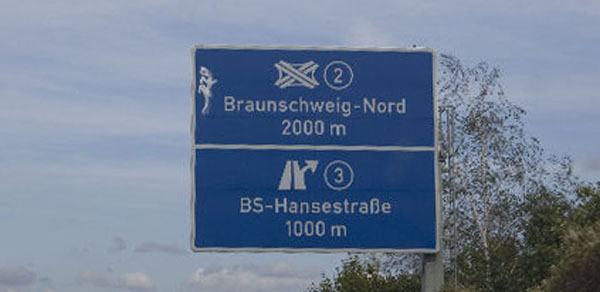 2
Braunschweig-Nord
2000 m
3
BS-Hansestraße
1000 m